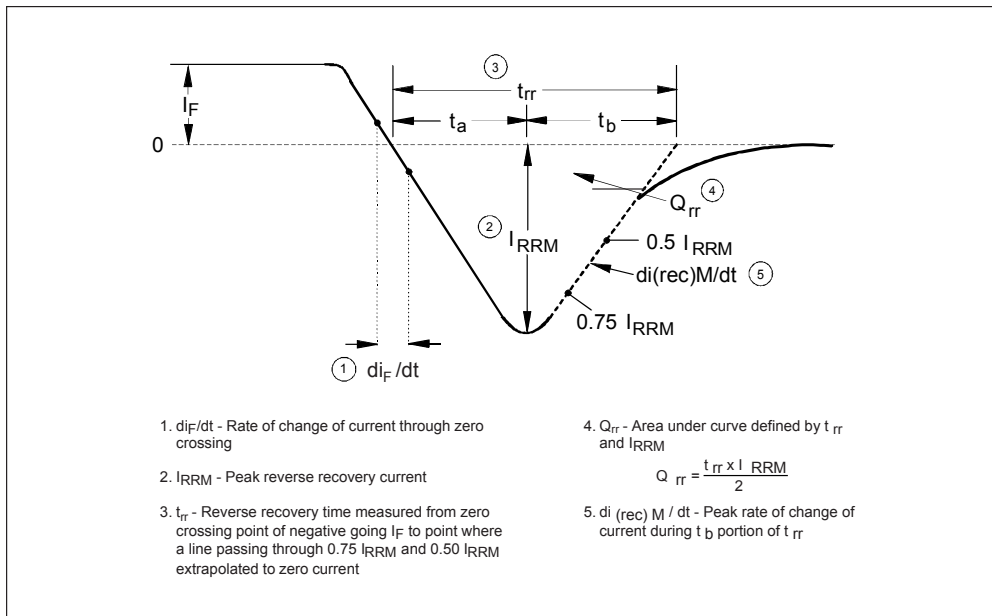 3
t_rr
I_F
t_a
t_b
0
Q_rr 4
2 I_RRM
0.5 I_RRM
di(rec)M/dt 5
0.75 I_RRM
1 di_F/dt
1. di_F/dt - Rate of change of current through zero
crossing
2. I_RRM - Peak reverse recovery current
3. t_rr - Reverse recovery time measured from zero
crossing point of negative going I_F to point where
a line passing through 0.75 I_RRM and 0.50 I_RRM
extrapolated to zero current
4. Q_rr - Area under curve defined by t_rr
and I_RRM
Q_rr = t_rr x I_RRM
2
5. di (rec) M / dt - Peak rate of change of
current during t_b portion of t_rr